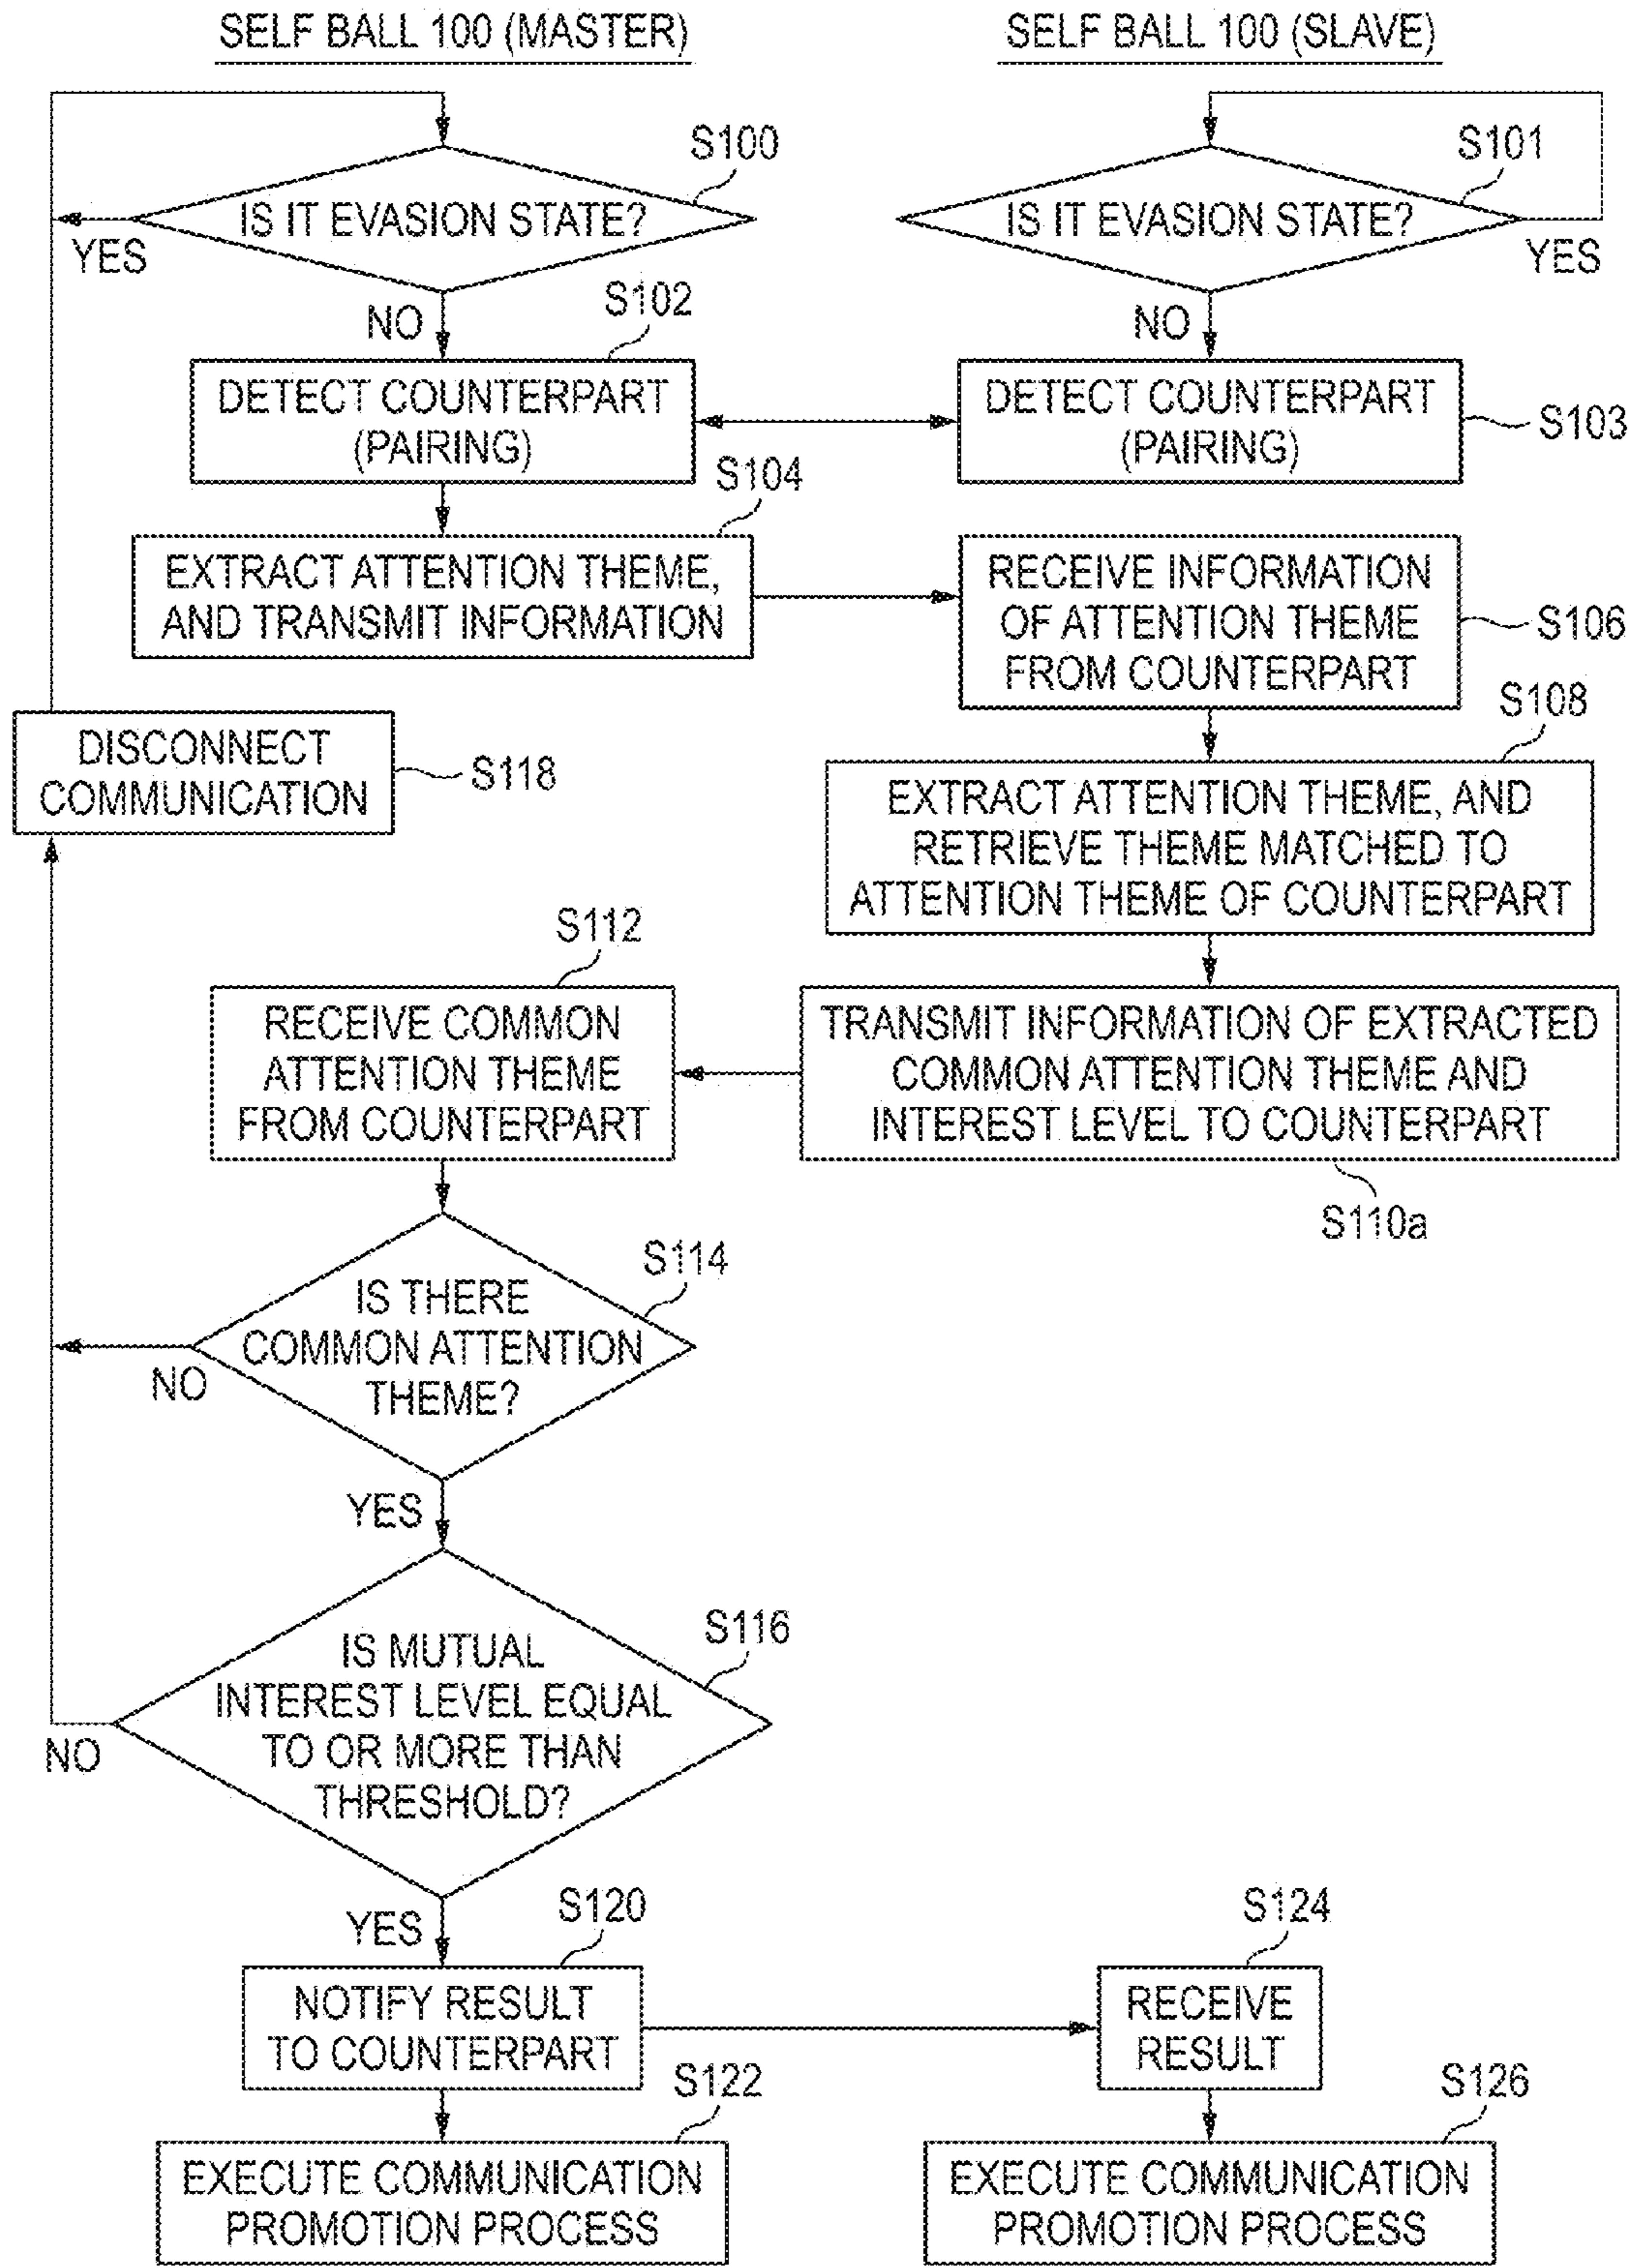 SELF BALL 100 (MASTER)
SELF BALL 100 (SLAVE)
S100
S101
IS IT EVASION STATE?
IS IT EVASION STATE?
YES
YES
NO
S102
NO
DETECT COUNTERPART
(PAIRING)
DETECT COUNTERPART
(PAIRING)
S103
S104
EXTRACT ATTENTION THEME,
AND TRANSMIT INFORMATION
RECEIVE INFORMATION
OF ATTENTION THEME
FROM COUNTERPART
S106
S108
DISCONNECT
COMMUNICATION
S118
EXTRACT ATTENTION THEME, AND
RETRIEVE THEME MATCHED TO
ATTENTION THEME OF COUNTERPART
S112
RECEIVE COMMON
ATTENTION THEME
FROM COUNTERPART
TRANSMIT INFORMATION OF EXTRACTED
COMMON ATTENTION THEME AND
INTEREST LEVEL TO COUNTERPART
S110a
S114
IS THERE
COMMON ATTENTION
THEME?
NO
YES
S116
IS MUTUAL
INTEREST LEVEL EQUAL
TO OR MORE THAN
THRESHOLD?
NO
YES
S120
S124
NOTIFY RESULT
TO COUNTERPART
RECEIVE
RESULT
S122
S126
EXECUTE COMMUNICATION
PROMOTION PROCESS
EXECUTE COMMUNICATION
PROMOTION PROCESS